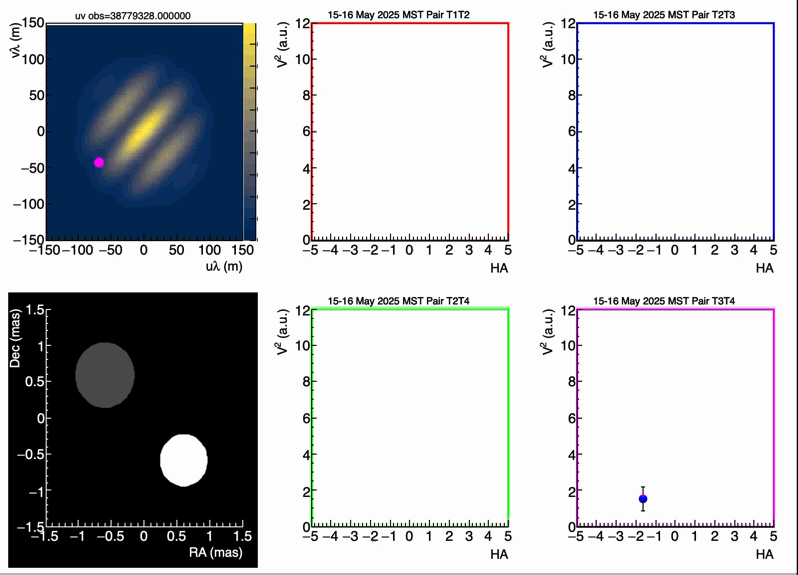 uv obs=38779328.000000
vλ (m)
150
100
50
0
−50
−100
−150
−150 −100 −50 0 50 100 150
uλ (m)
15-16 May 2025 MST Pair T1T2
V² (a.u.)
12
10
8
6
4
2
0
−5 −4 −3 −2 −1 0 1 2 3 4 5
HA
15-16 May 2025 MST Pair T2T3
V² (a.u.)
12
10
8
6
4
2
0
−5 −4 −3 −2 −1 0 1 2 3 4 5
HA
Dec (mas)
1.5
1
0.5
0
−0.5
−1
−1.5
−1.5 −1 −0.5 0 0.5 1 1.5
RA (mas)
15-16 May 2025 MST Pair T2T4
V² (a.u.)
12
10
8
6
4
2
0
−5 −4 −3 −2 −1 0 1 2 3 4 5
HA
15-16 May 2025 MST Pair T3T4
V² (a.u.)
12
10
8
6
4
2
0
−5 −4 −3 −2 −1 0 1 2 3 4 5
HA